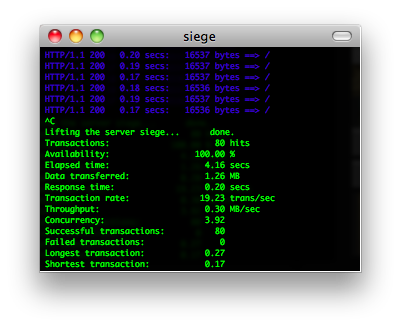 siege
HTTP/1.1 200 0.20 secs: 16537 bytes ==> /
HTTP/1.1 200 0.19 secs: 16537 bytes ==> /
HTTP/1.1 200 0.17 secs: 16537 bytes ==> /
HTTP/1.1 200 0.18 secs: 16536 bytes ==> /
HTTP/1.1 200 0.19 secs: 16537 bytes ==> /
HTTP/1.1 200 0.17 secs: 16536 bytes ==> /
^C
Lifting the server siege... done.
Transactions: 80 hits
Availability: 100.00 %
Elapsed time: 4.16 secs
Data transferred: 1.26 MB
Response time: 0.20 secs
Transaction rate: 19.23 trans/sec
Throughput: 0.30 MB/sec
Concurrency: 3.92
Successful transactions: 80
Failed transactions: 0
Longest transaction: 0.27
Shortest transaction: 0.17